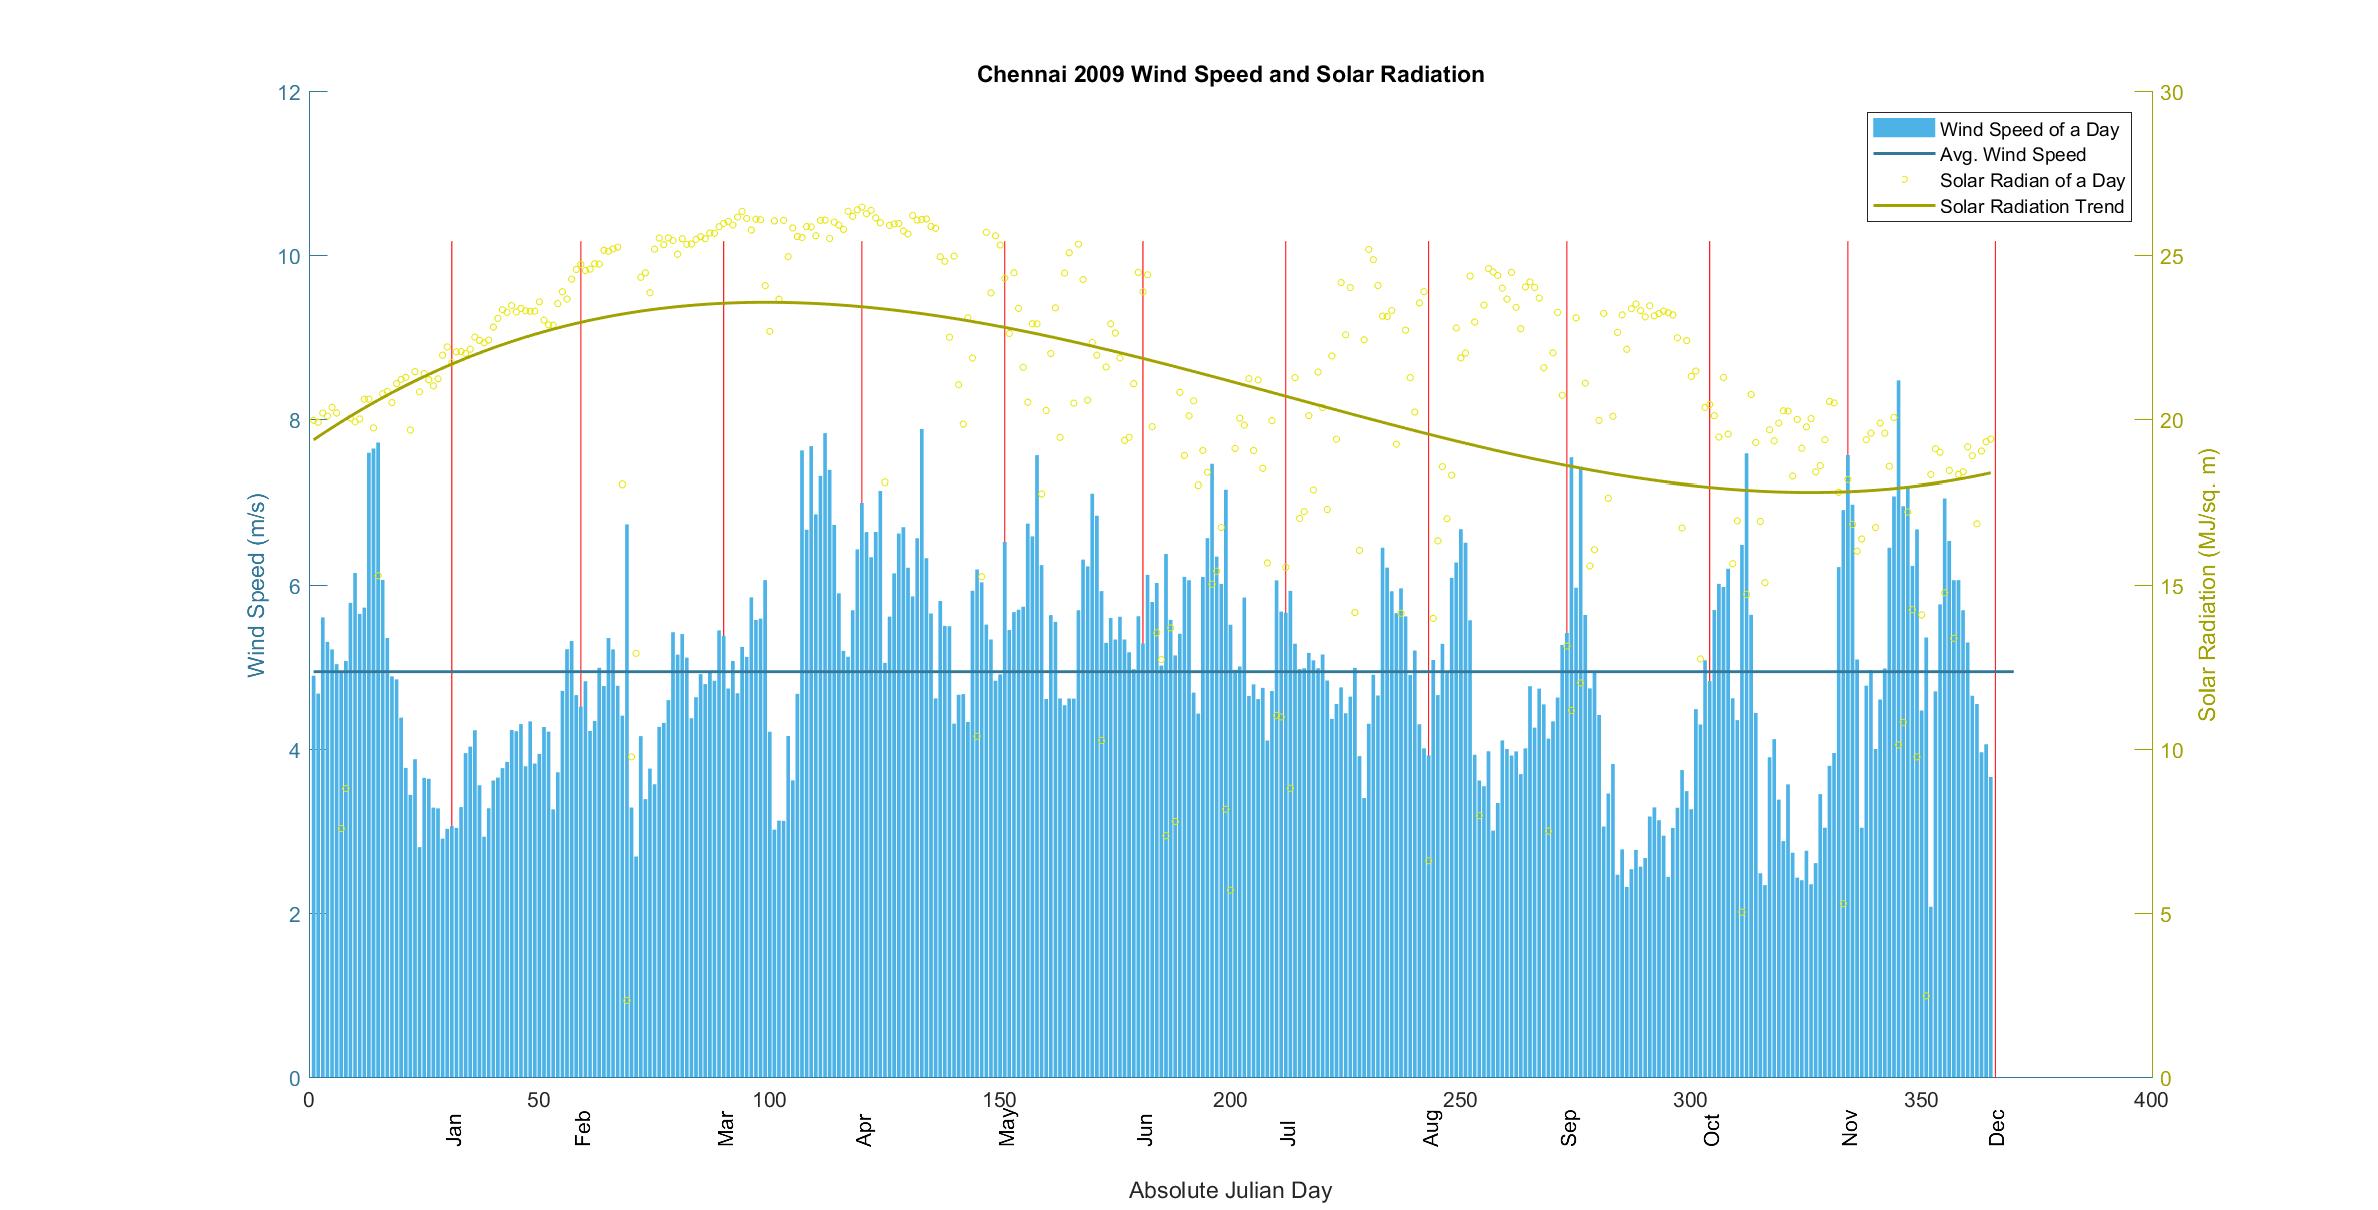 Chennai 2009 Wind Speed and Solar Radiation
Wind Speed of a Day
Avg. Wind Speed
Solar Radian of a Day
Solar Radiation Trend
12
10
8
6
4
2
0
Wind Speed (m/s)
30
25
20
15
10
5
0
Solar Radiation (MJ/sq. m)
0 50 100 150 200 250 300 350 400
Jan Feb Mar Apr May Jun Jul Aug Sep Oct Nov Dec
Absolute Julian Day